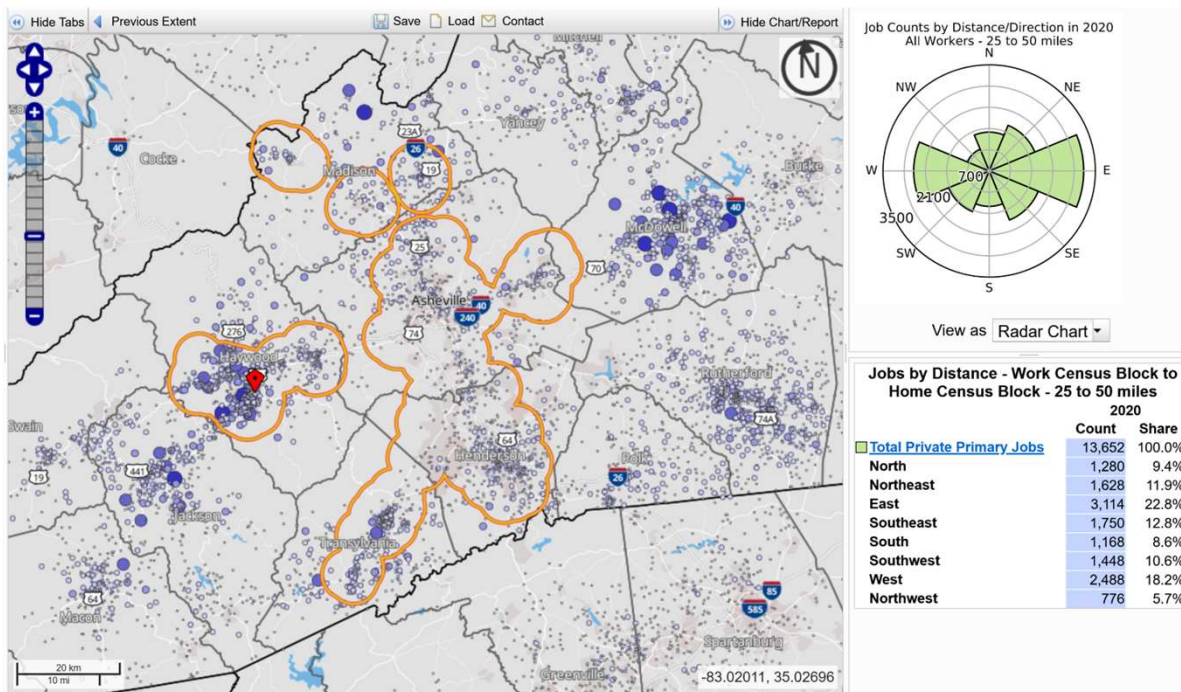 Hide Tabs
Previous Extent
Save
Load
Contact
Hide Chart/Report
N
Mitchell
Yancey
23A
26
40
Cocke
Madison
19
Burke
40
McDowell
25
70
Asheville
40
240
74
276
Haywood
Rutherford
74A
Swain
64
Henderson
441
Polk
19
26
Jackson
Transylvania
64
Macon
85
585
Spartanburg
Greenville
20 km
10 mi
-83.02011, 35.02696
Job Counts by Distance/Direction in 2020
All Workers - 25 to 50 miles
N
NW
NE
W
E
700
2100
3500
SW
SE
S
View as Radar Chart
Jobs by Distance - Work Census Block to
Home Census Block - 25 to 50 miles
2020
Count Share
Total Private Primary Jobs 13,652 100.0%
North 1,280 9.4%
Northeast 1,628 11.9%
East 3,114 22.8%
Southeast 1,750 12.8%
South 1,168 8.6%
Southwest 1,448 10.6%
West 2,488 18.2%
Northwest 776 5.7%